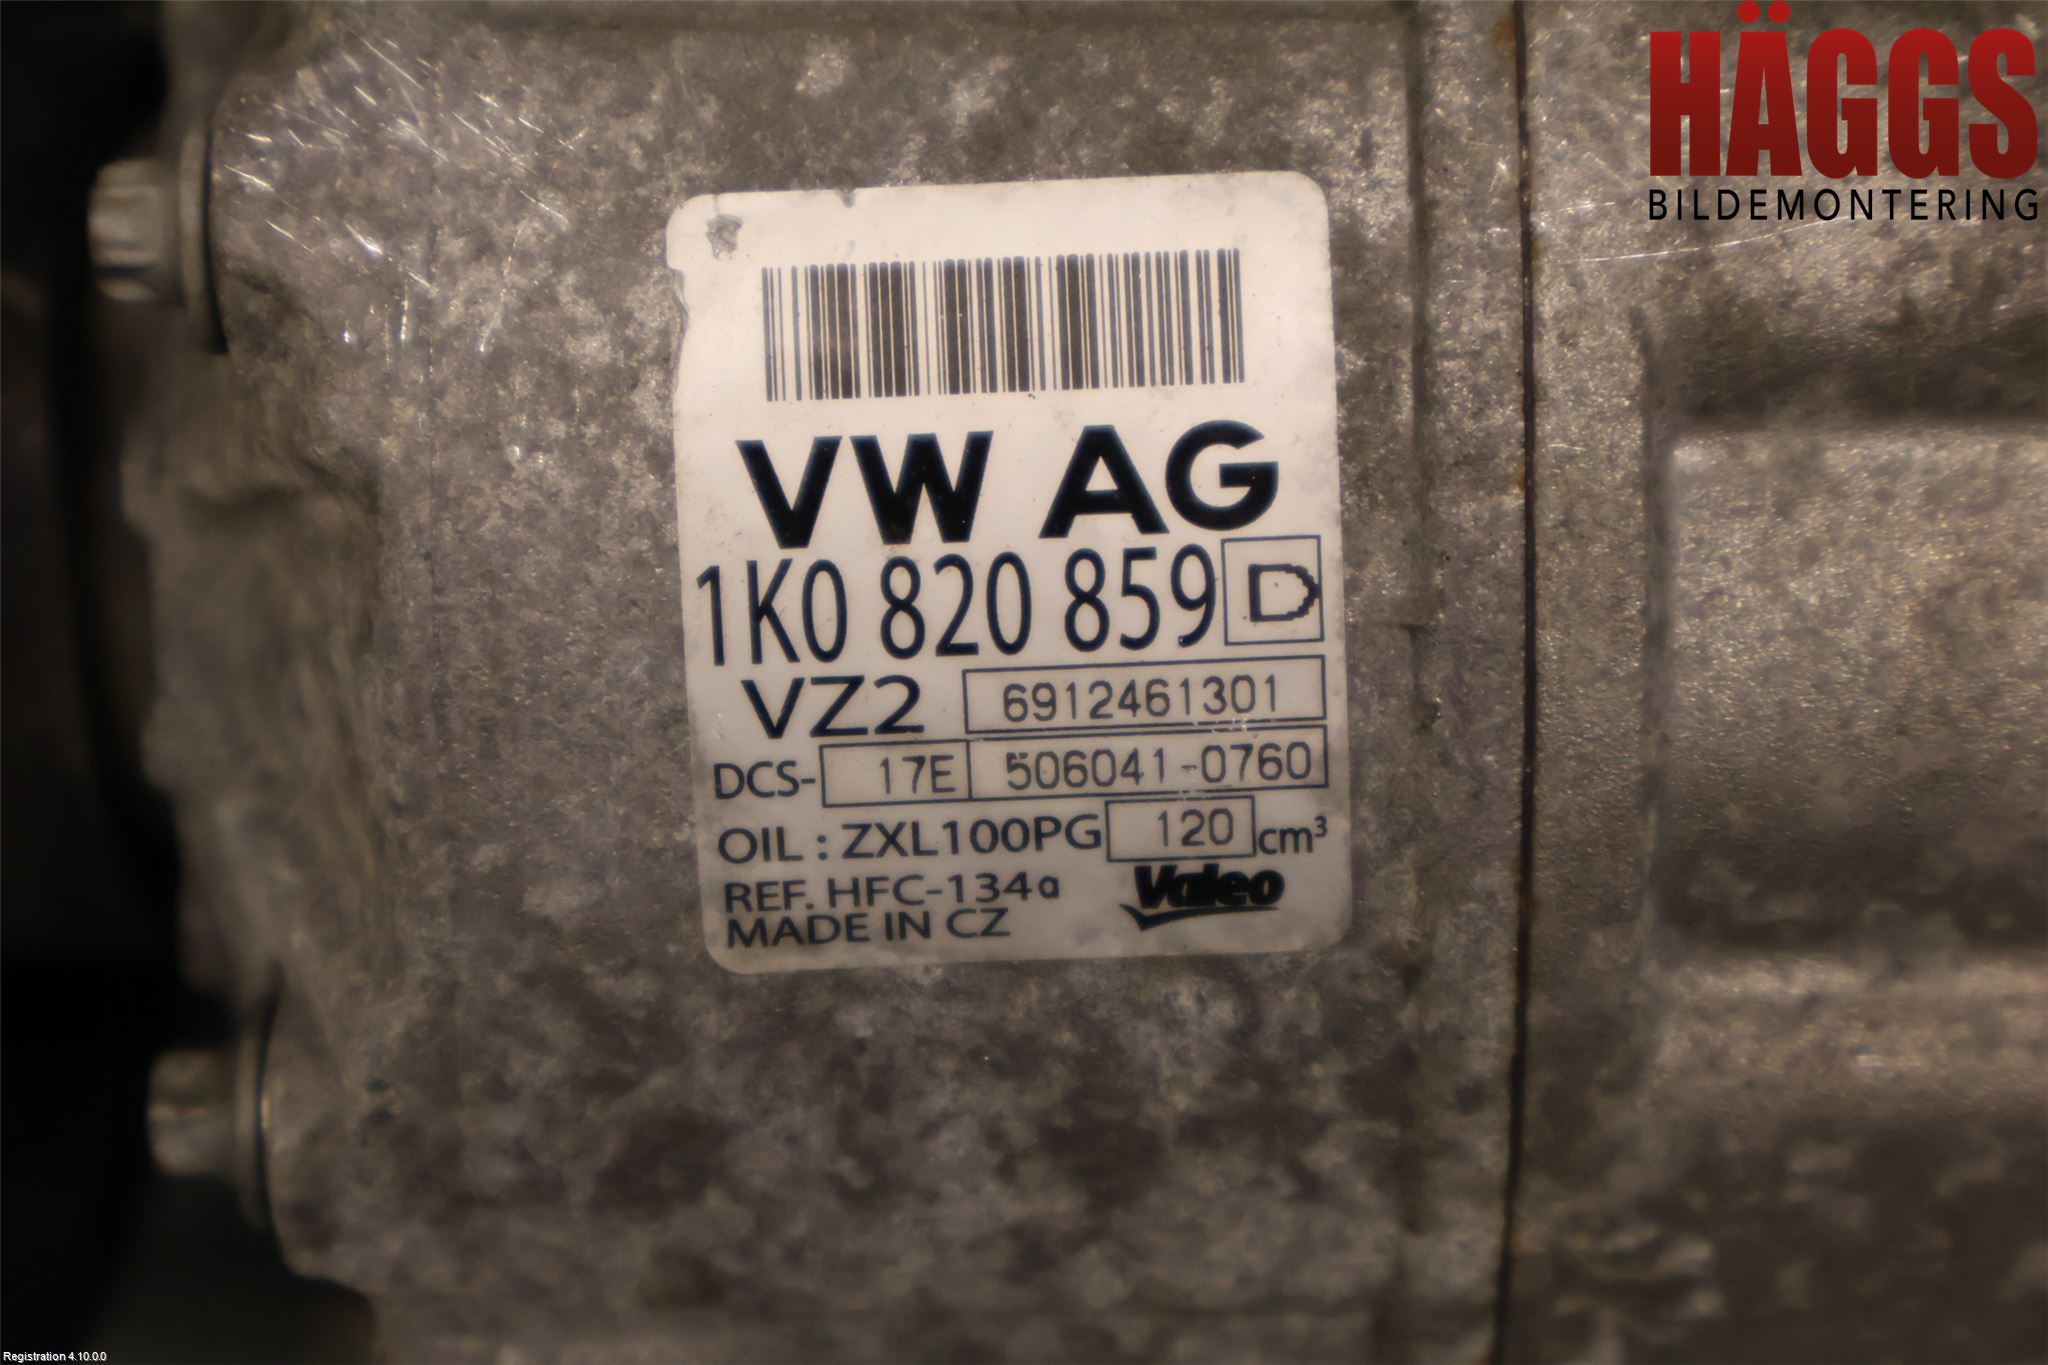 HÄGGS
BILDEMONTERING
VW AG
1K0 820 859 D
VZ2 6912461301
DCS- 17E 506041-0760
OIL : ZXL100PG 120 cm³
REF. HFC-134a
MADE IN CZ
Valeo
Registration 4.10.0.0